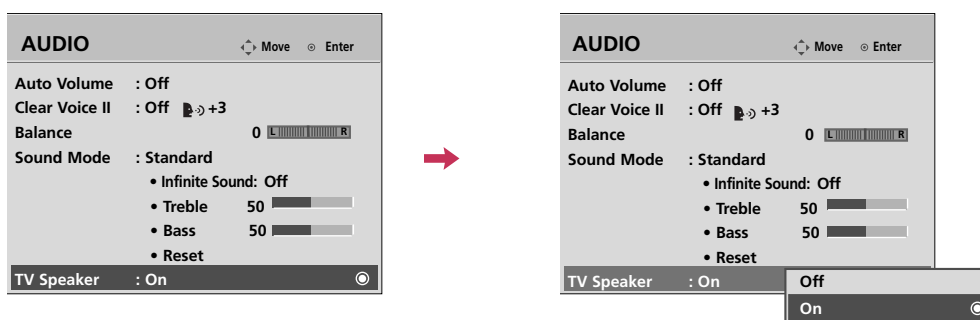 AUDIO Move Enter
Auto Volume : Off
Clear Voice II : Off +3
Balance 0 L R
Sound Mode : Standard
• Infinite Sound: Off
• Treble 50
• Bass 50
• Reset
TV Speaker : On
AUDIO Move Enter
Auto Volume : Off
Clear Voice II : Off +3
Balance 0 L R
Sound Mode : Standard
• Infinite Sound: Off
• Treble 50
• Bass 50
• Reset
TV Speaker : On
Off
On